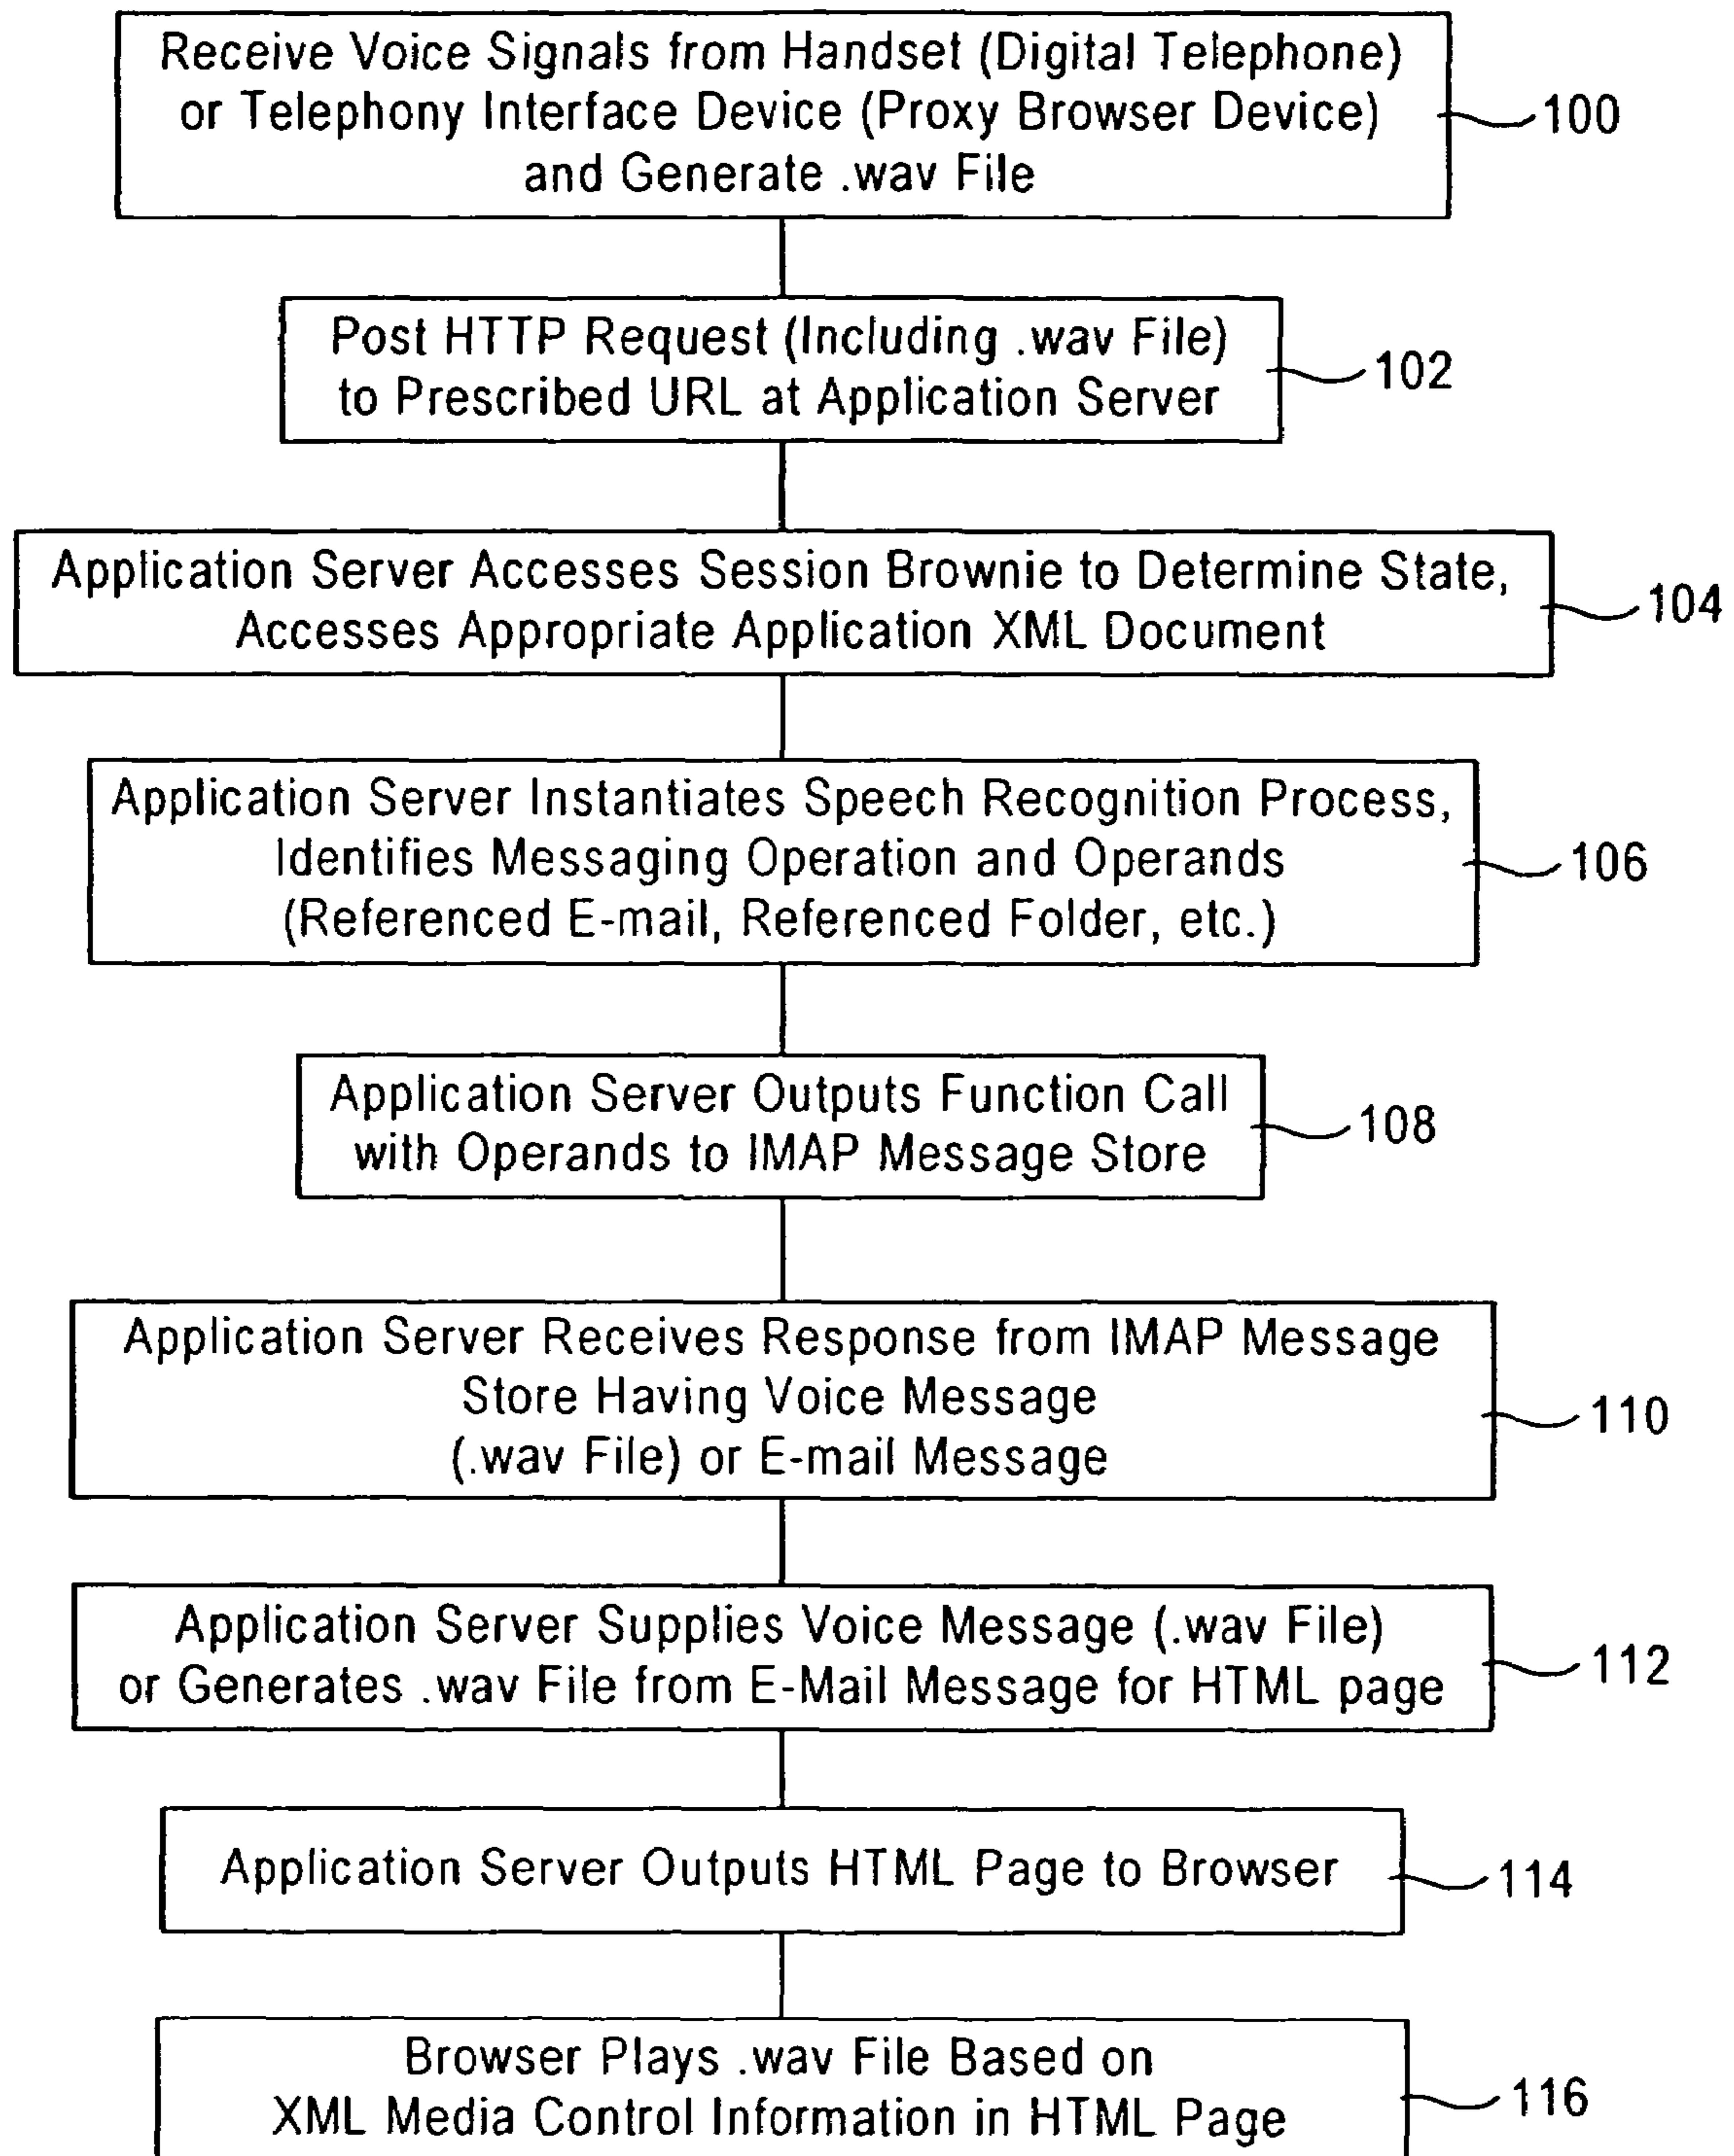 Receive Voice Signals from Handset (Digital Telephone)
or Telephony Interface Device (Proxy Browser Device)
and Generate .wav File
100
Post HTTP Request (Including .wav File)
to Prescribed URL at Application Server
102
Application Server Accesses Session Brownie to Determine State,
Accesses Appropriate Application XML Document
104
Application Server Instantiates Speech Recognition Process,
Identifies Messaging Operation and Operands
(Referenced E-mail, Referenced Folder, etc.)
106
Application Server Outputs Function Call
with Operands to IMAP Message Store
108
Application Server Receives Response from IMAP Message
Store Having Voice Message
(.wav File) or E-mail Message
110
Application Server Supplies Voice Message (.wav File)
or Generates .wav File from E-Mail Message for HTML page
112
Application Server Outputs HTML Page to Browser
114
Browser Plays .wav File Based on
XML Media Control Information in HTML Page
116